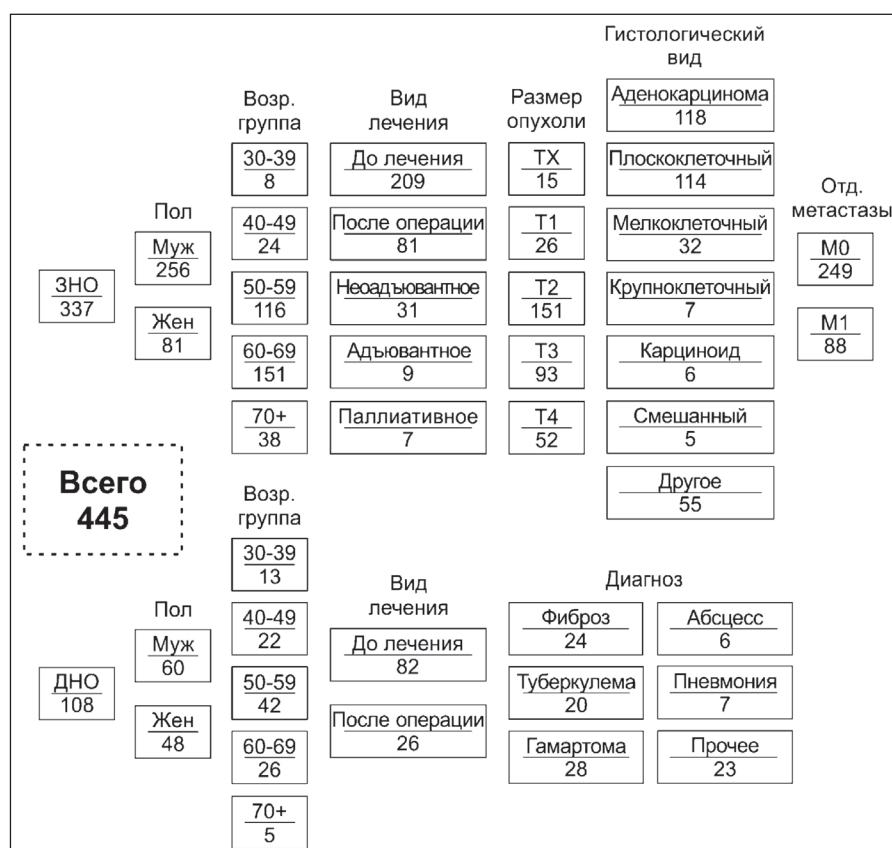 ЗНО
337
Пол
Муж
256
Жен
81
Возр.
группа
30-39
8
40-49
24
50-59
116
60-69
151
70+
38
Вид
лечения
До лечения
209
После операции
81
Неоадъювантное
31
Адъювантное
9
Паллиативное
7
Размер
опухоли
TX
15
T1
26
T2
151
T3
93
T4
52
Гистологический
вид
Аденокарцинома
118
Плоскоклеточный
114
Мелкоклеточный
32
Крупноклеточный
7
Карциноид
6
Смешанный
5
Другое
55
Отд.
метастазы
M0
249
M1
88
Всего
445
ДНО
108
Пол
Муж
60
Жен
48
Возр.
группа
30-39
13
40-49
22
50-59
42
60-69
26
70+
5
Вид
лечения
До лечения
82
После операции
26
Диагноз
Фиброз
24
Абсцесс
6
Туберкулема
20
Пневмония
7
Гамартома
28
Прочее
23